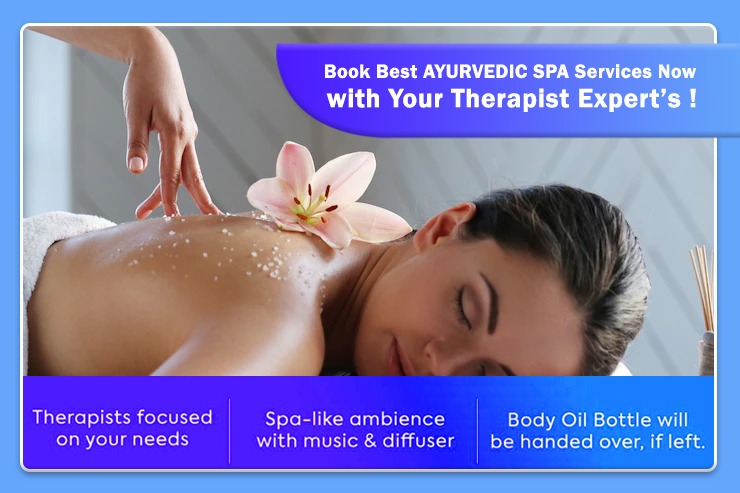 Book Best AYURVEDIC SPA Services Now
with Your Therapist Expert's !
Therapists focused
on your needs
Spa-like ambience
with music & diffuser
Body Oil Bottle will
be handed over, if left.